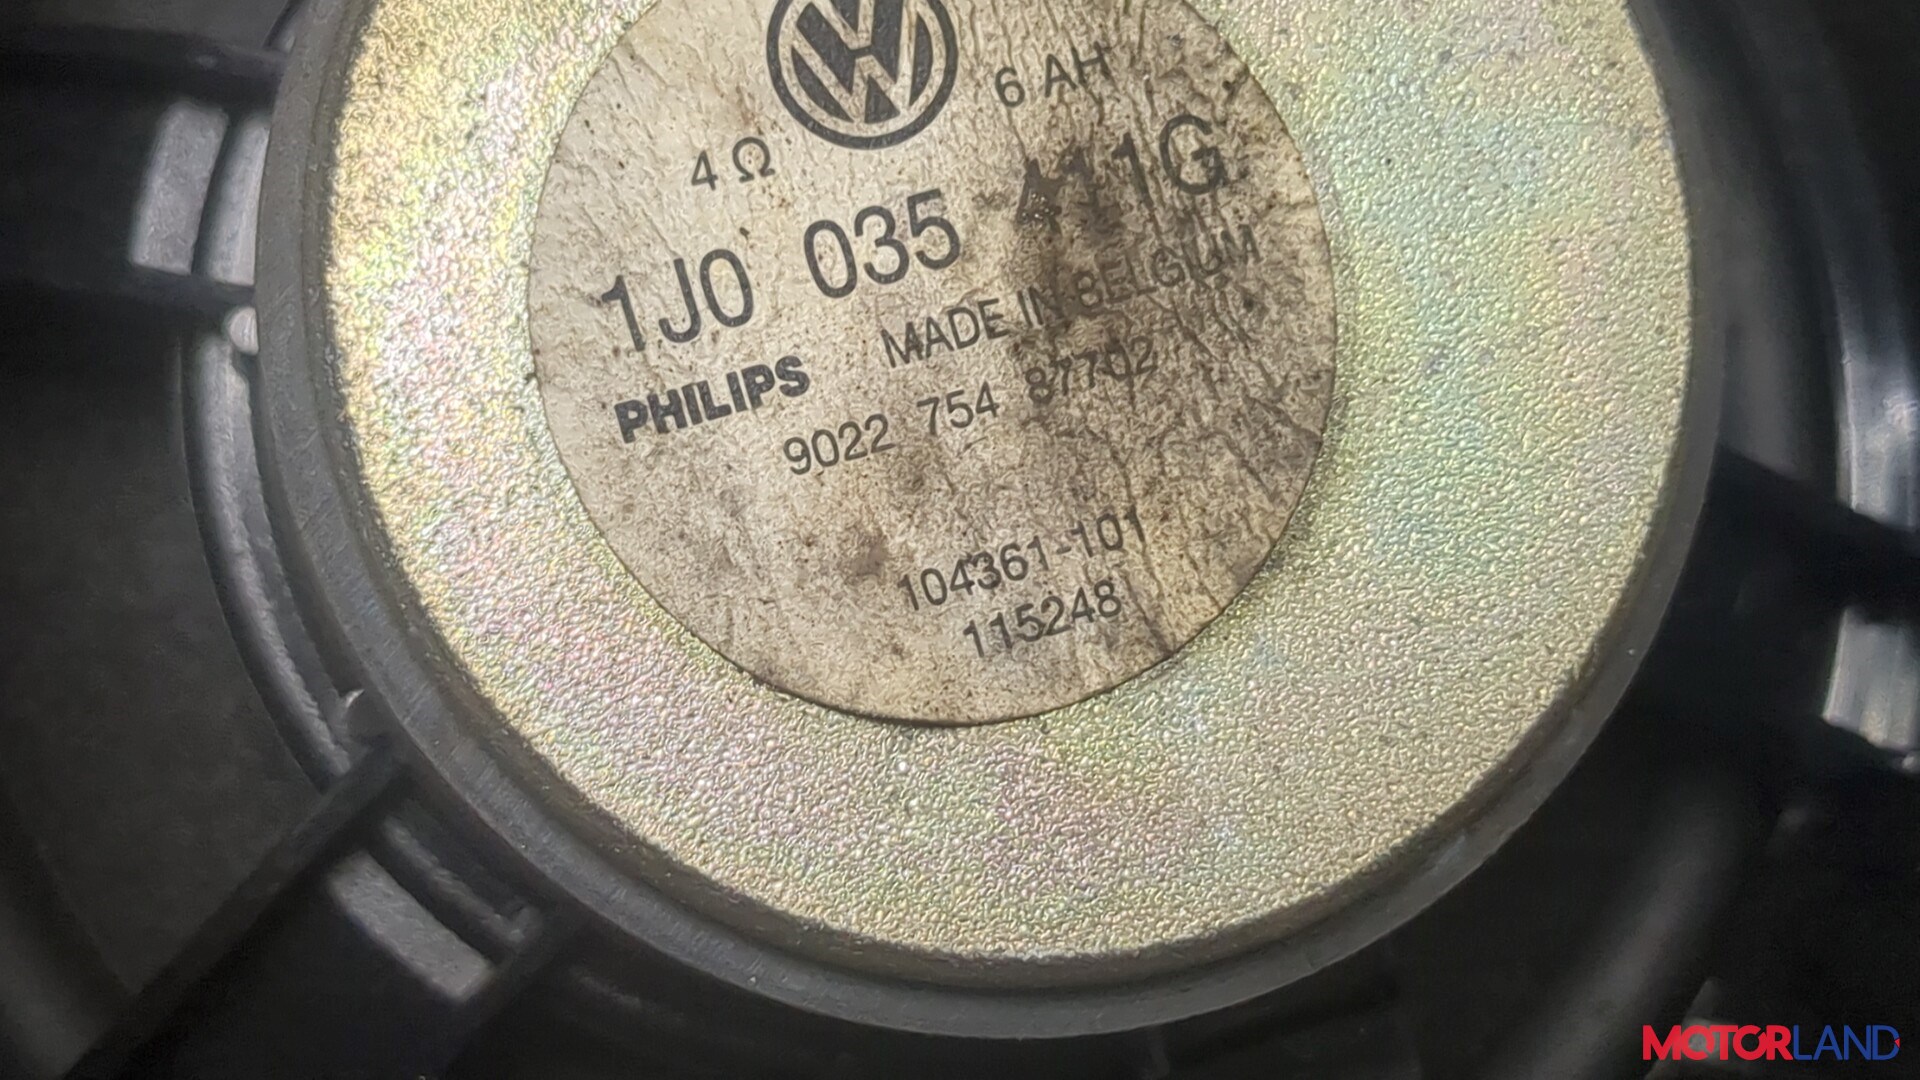 VW
4 Ω 6 AH
1J0 035 411G
MADE IN BELGIUM
PHILIPS
9022 754 87702
104361-101
115248
MOTORLAND